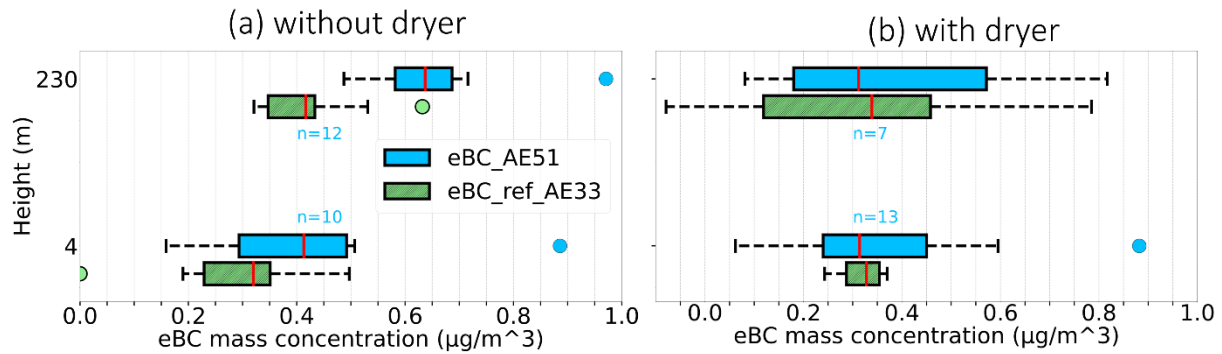 (a) without dryer
(b) with dryer
Height (m)
230
4
n=12
n=10
eBC_AE51
eBC_ref_AE33
n=7
n=13
0.0 0.2 0.4 0.6 0.8 1.0
eBC mass concentration (μg/m^3)
0.0 0.2 0.4 0.6 0.8 1.0
eBC mass concentration (μg/m^3)